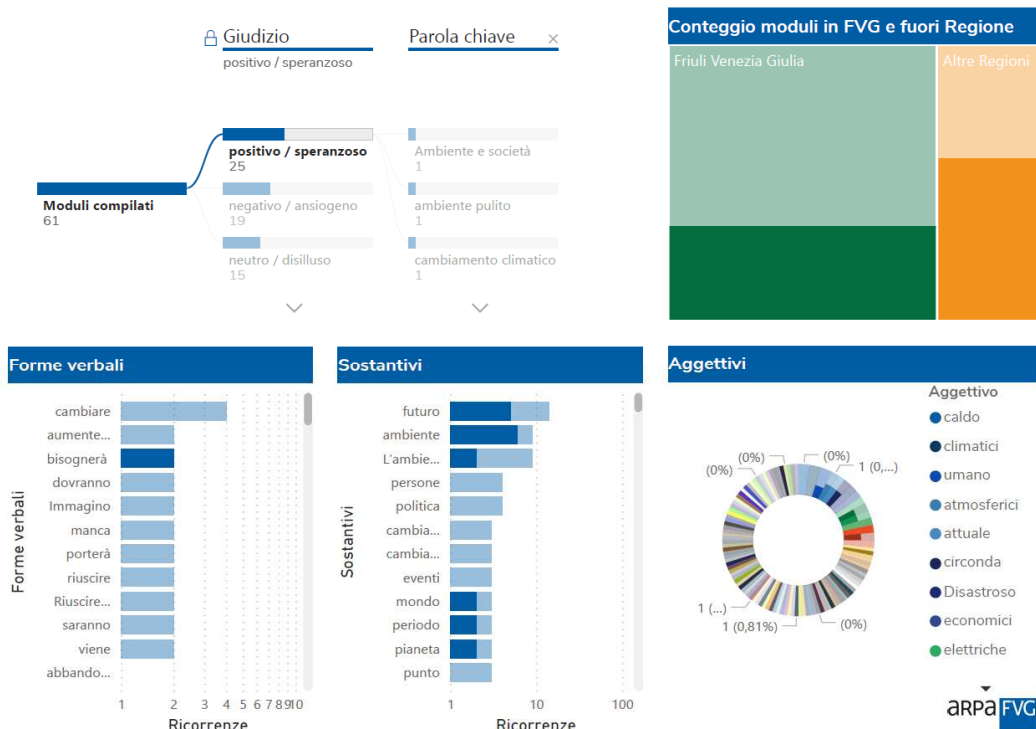 Giudizio
positivo / speranzoso
Parola chiave
Moduli compilati
61
positivo / speranzoso
25
negativo / ansiogeno
19
neutro / disilluso
15
Ambiente e società
1
ambiente pulito
1
cambiamento climatico
1
Conteggio moduli in FVG e fuori Regione
Friuli Venezia Giulia
Altre Regioni
Forme verbali
Forme verbali
cambiare
aumente...
bisognerà
dovranno
Immagino
manca
porterà
riuscire
Riuscire...
saranno
viene
abbando...
1 2 3 4 5 6 7 8 9 10
Ricorrenze
Sostantivi
Sostantivi
futuro
ambiente
L'ambie...
persone
politica
cambia...
cambia...
eventi
mondo
periodo
pianeta
punto
1 10 100
Ricorrenze
Aggettivi
(0%)
(0%)
(0%)
1 (0,...)
1 (...)
1 (0,81%)
(0%)
Aggettivo
caldo
climatici
umano
atmosferici
attuale
circonda
Disastroso
economici
elettriche
arpa FVG